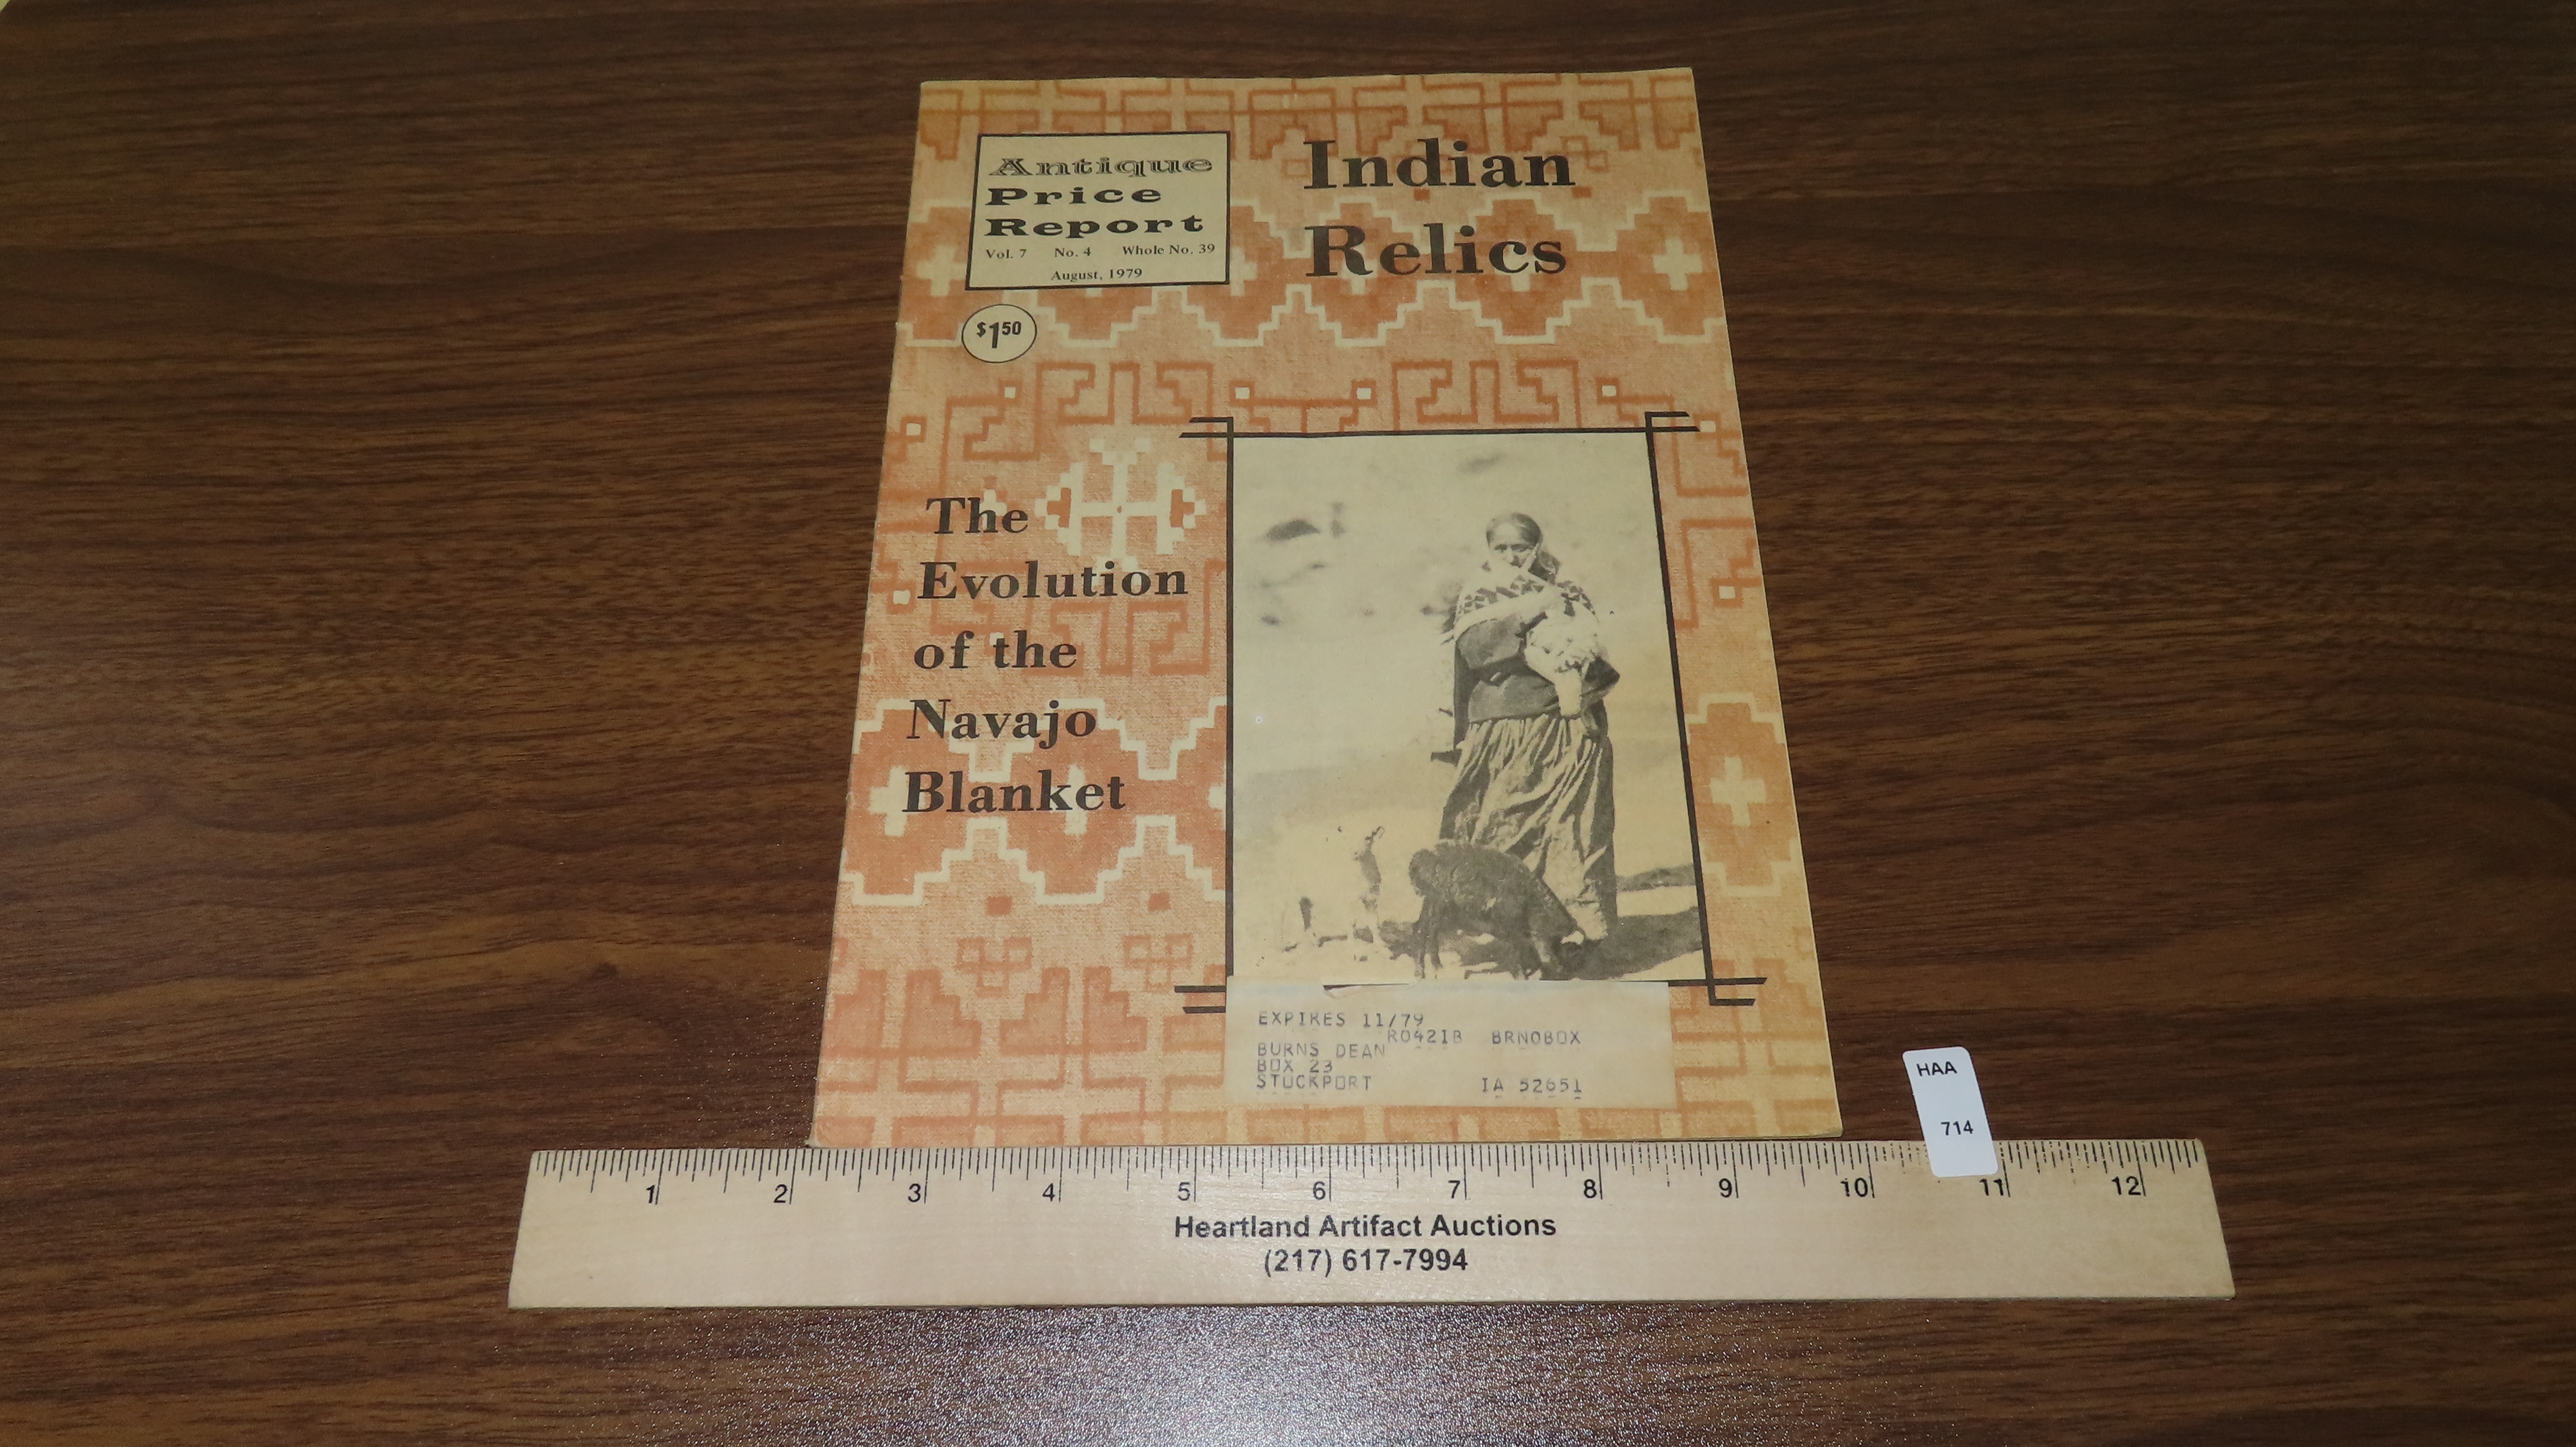 Antique
Price
Report
Vol. 7 No. 4 Whole No. 39
August, 1979
Indian
Relics
$1 50
The
Evolution
of the
Navajo
Blanket
EXPIRES 11/79
R0421B BRNOBOX
BURNS DEAN
BOX 23
STOCKPORT IA 52651
HAA
714
1 2 3 4 5 6 7 8 9 10 11 12
Heartland Artifact Auctions
(217) 617-7994